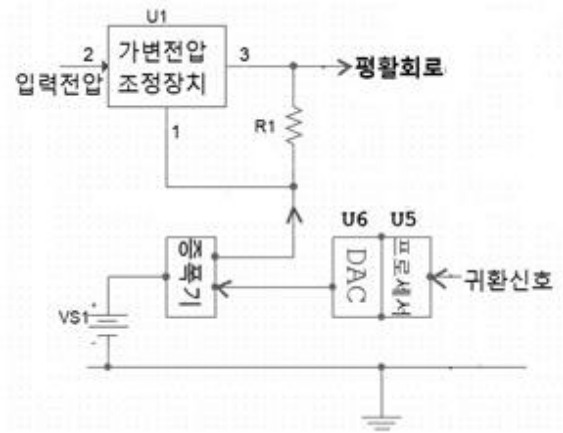 U1
2
가변전압
조정장치
3
입력전압
평활회로
1
R1
U6
U5
증폭기
DAC
프로세서
귀환신호
VS1
+
-